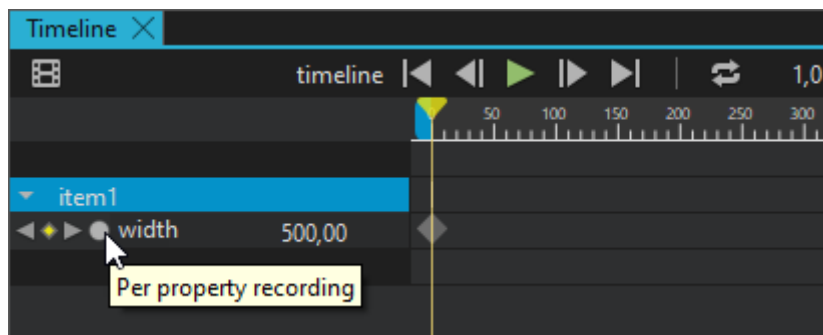 Timeline
timeline 1,0
50 100 150 200 250 300
item1
width 500,00
Per property recording